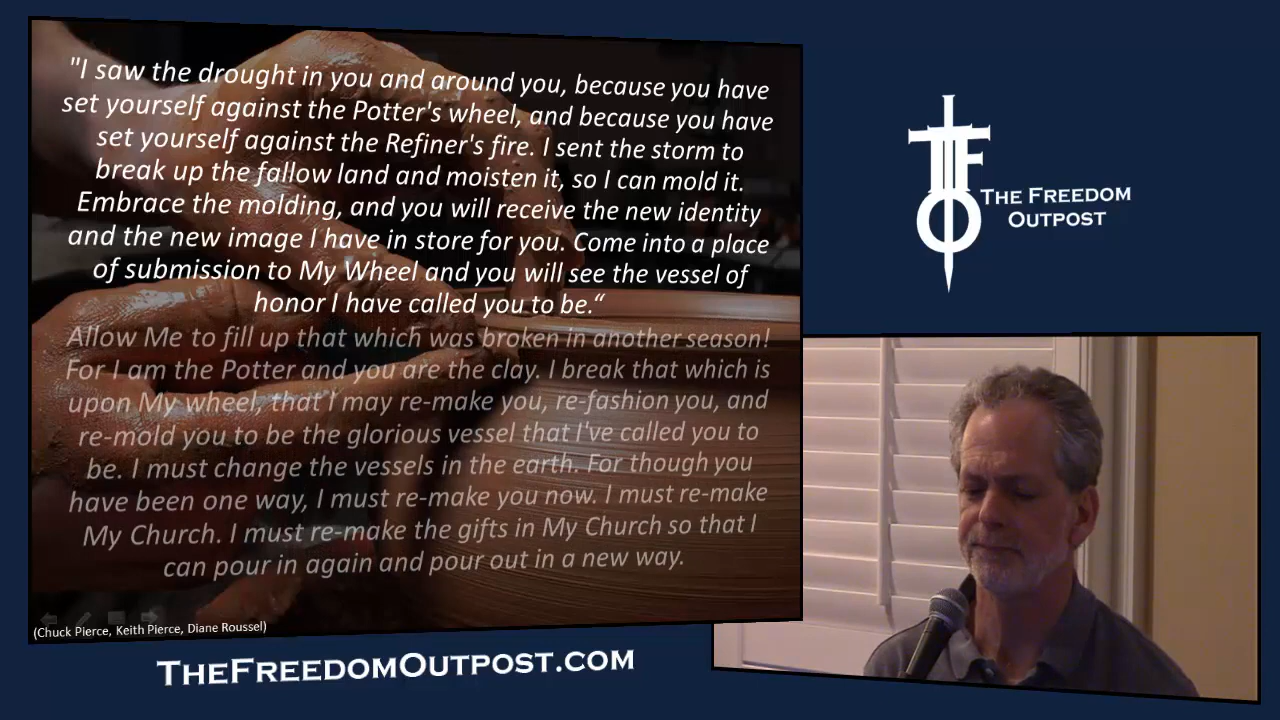 "I saw the drought in you and around you, because you have
set yourself against the Potter's wheel, and because you have
set yourself against the Refiner's fire. I sent the storm to
break up the fallow land and moisten it, so I can mold it.
Embrace the molding, and you will receive the new identity
and the new image I have in store for you. Come into a place
of submission to My Wheel and you will see the vessel of
honor I have called you to be.“
Allow Me to fill up that which was broken in another season!
For I am the Potter and you are the clay. I break that which is
upon My wheel, that I may re-make you, re-fashion you, and
re-mold you to be the glorious vessel that I've called you to
be. I must change the vessels in the earth. For though you
have been one way, I must re-make you now. I must re-make
My Church. I must re-make the gifts in My Church so that I
can pour in again and pour out in a new way.
(Chuck Pierce, Keith Pierce, Diane Roussel)
THEFREEDOMOUTPOST.COM
TFO
THE FREEDOM
OUTPOST